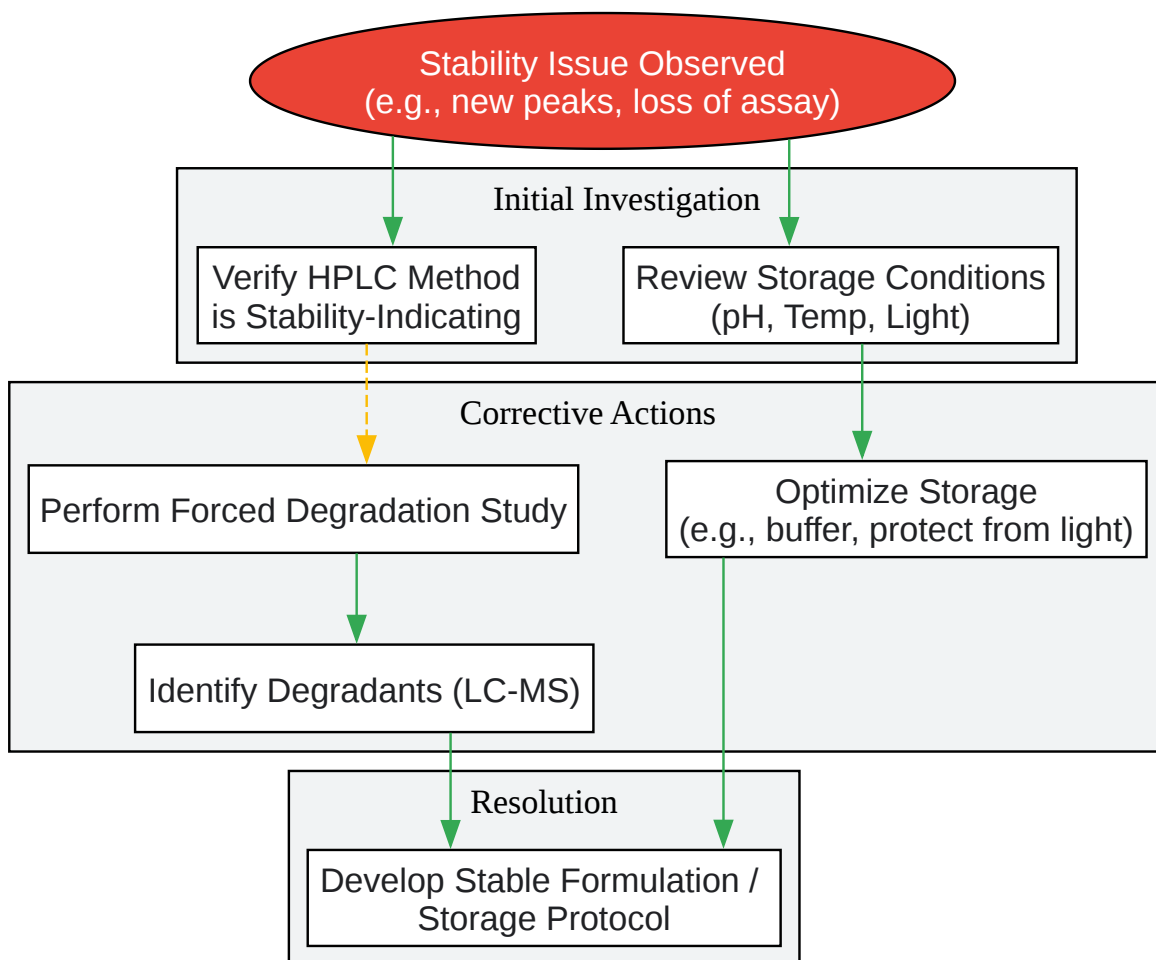 Stability Issue Observed
(e.g., new peaks, loss of assay)
Initial Investigation
Verify HPLC Method
is Stability-Indicating
Review Storage Conditions
(pH, Temp, Light)
Corrective Actions
Perform Forced Degradation Study
Optimize Storage
(e.g., buffer, protect from light)
Identify Degradants (LC-MS)
Resolution
Develop Stable Formulation /
Storage Protocol